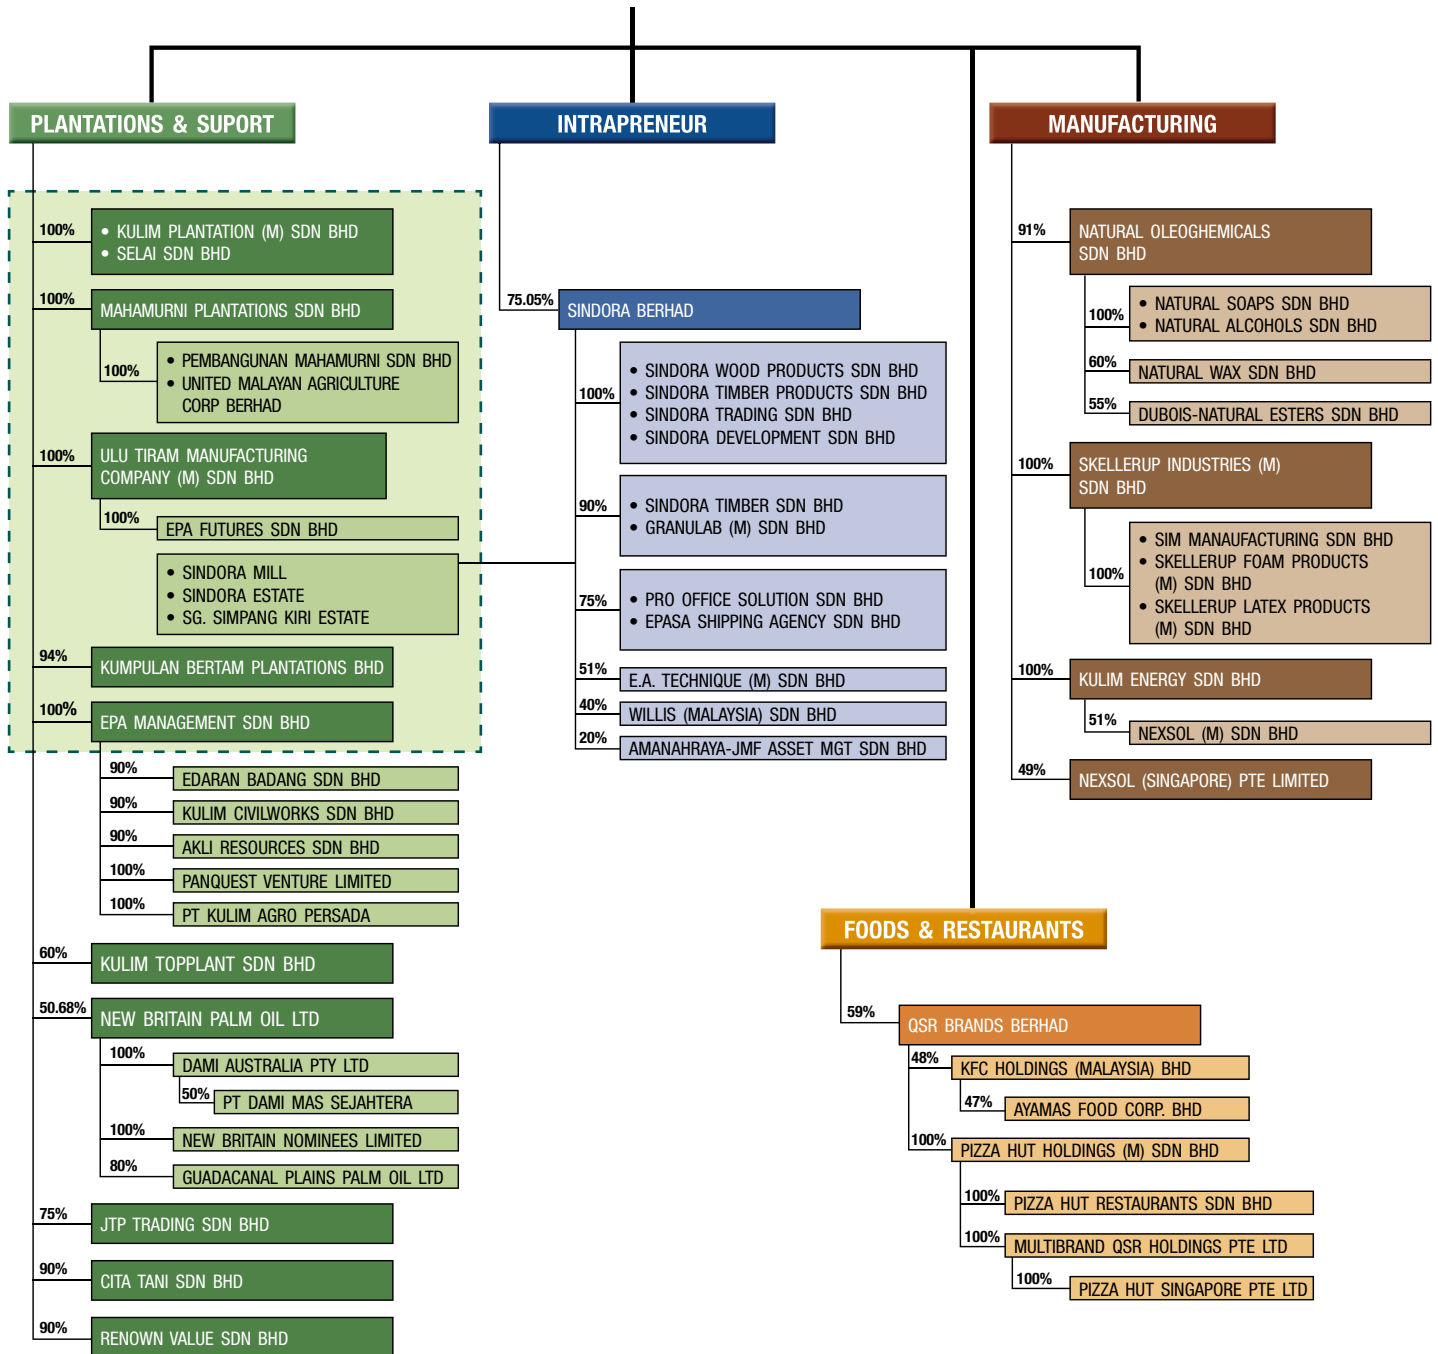 PLANTATIONS & SUPORT
100%
• KULIM PLANTATION (M) SDN BHD
• SELAI SDN BHD
100%
MAHAMURNI PLANTATIONS SDN BHD
100%
• PEMBANGUNAN MAHAMURNI SDN BHD
• UNITED MALAYAN AGRICULTURE
CORP BERHAD
100%
ULU TIRAM MANUFACTURING
COMPANY (M) SDN BHD
100%
EPA FUTURES SDN BHD
• SINDORA MILL
• SINDORA ESTATE
• SG. SIMPANG KIRI ESTATE
94%
KUMPULAN BERTAM PLANTATIONS BHD
100%
EPA MANAGEMENT SDN BHD
90%
EDARAN BADANG SDN BHD
90%
KULIM CIVILWORKS SDN BHD
90%
AKLI RESOURCES SDN BHD
100%
PANQUEST VENTURE LIMITED
100%
PT KULIM AGRO PERSADA
60%
KULIM TOPPLANT SDN BHD
50.68%
NEW BRITAIN PALM OIL LTD
100%
DAMI AUSTRALIA PTY LTD
50%
PT DAMI MAS SEJAHTERA
100%
NEW BRITAIN NOMINEES LIMITED
80%
GUADACANAL PLAINS PALM OIL LTD
75%
JTP TRADING SDN BHD
90%
CITA TANI SDN BHD
90%
RENOWN VALUE SDN BHD
INTRAPRENEUR
75.05%
SINDORA BERHAD
100%
• SINDORA WOOD PRODUCTS SDN BHD
• SINDORA TIMBER PRODUCTS SDN BHD
• SINDORA TRADING SDN BHD
• SINDORA DEVELOPMENT SDN BHD
90%
• SINDORA TIMBER SDN BHD
• GRANULAB (M) SDN BHD
75%
• PRO OFFICE SOLUTION SDN BHD
• EPASA SHIPPING AGENCY SDN BHD
51%
E.A. TECHNIQUE (M) SDN BHD
40%
WILLIS (MALAYSIA) SDN BHD
20%
AMANAHRAYA-JMF ASSET MGT SDN BHD
MANUFACTURING
91%
NATURAL OLEOGHEMICALS
SDN BHD
100%
• NATURAL SOAPS SDN BHD
• NATURAL ALCOHOLS SDN BHD
60%
NATURAL WAX SDN BHD
55%
DUBOIS-NATURAL ESTERS SDN BHD
100%
SKELLERUP INDUSTRIES (M)
SDN BHD
100%
• SIM MANAUFACTURING SDN BHD
• SKELLERUP FOAM PRODUCTS
(M) SDN BHD
• SKELLERUP LATEX PRODUCTS
(M) SDN BHD
100%
KULIM ENERGY SDN BHD
51%
NEXSOL (M) SDN BHD
49%
NEXSOL (SINGAPORE) PTE LIMITED
FOODS & RESTAURANTS
59%
QSR BRANDS BERHAD
48%
KFC HOLDINGS (MALAYSIA) BHD
47%
AYAMAS FOOD CORP. BHD
100%
PIZZA HUT HOLDINGS (M) SDN BHD
100%
PIZZA HUT RESTAURANTS SDN BHD
100%
MULTIBRAND QSR HOLDINGS PTE LTD
100%
PIZZA HUT SINGAPORE PTE LTD